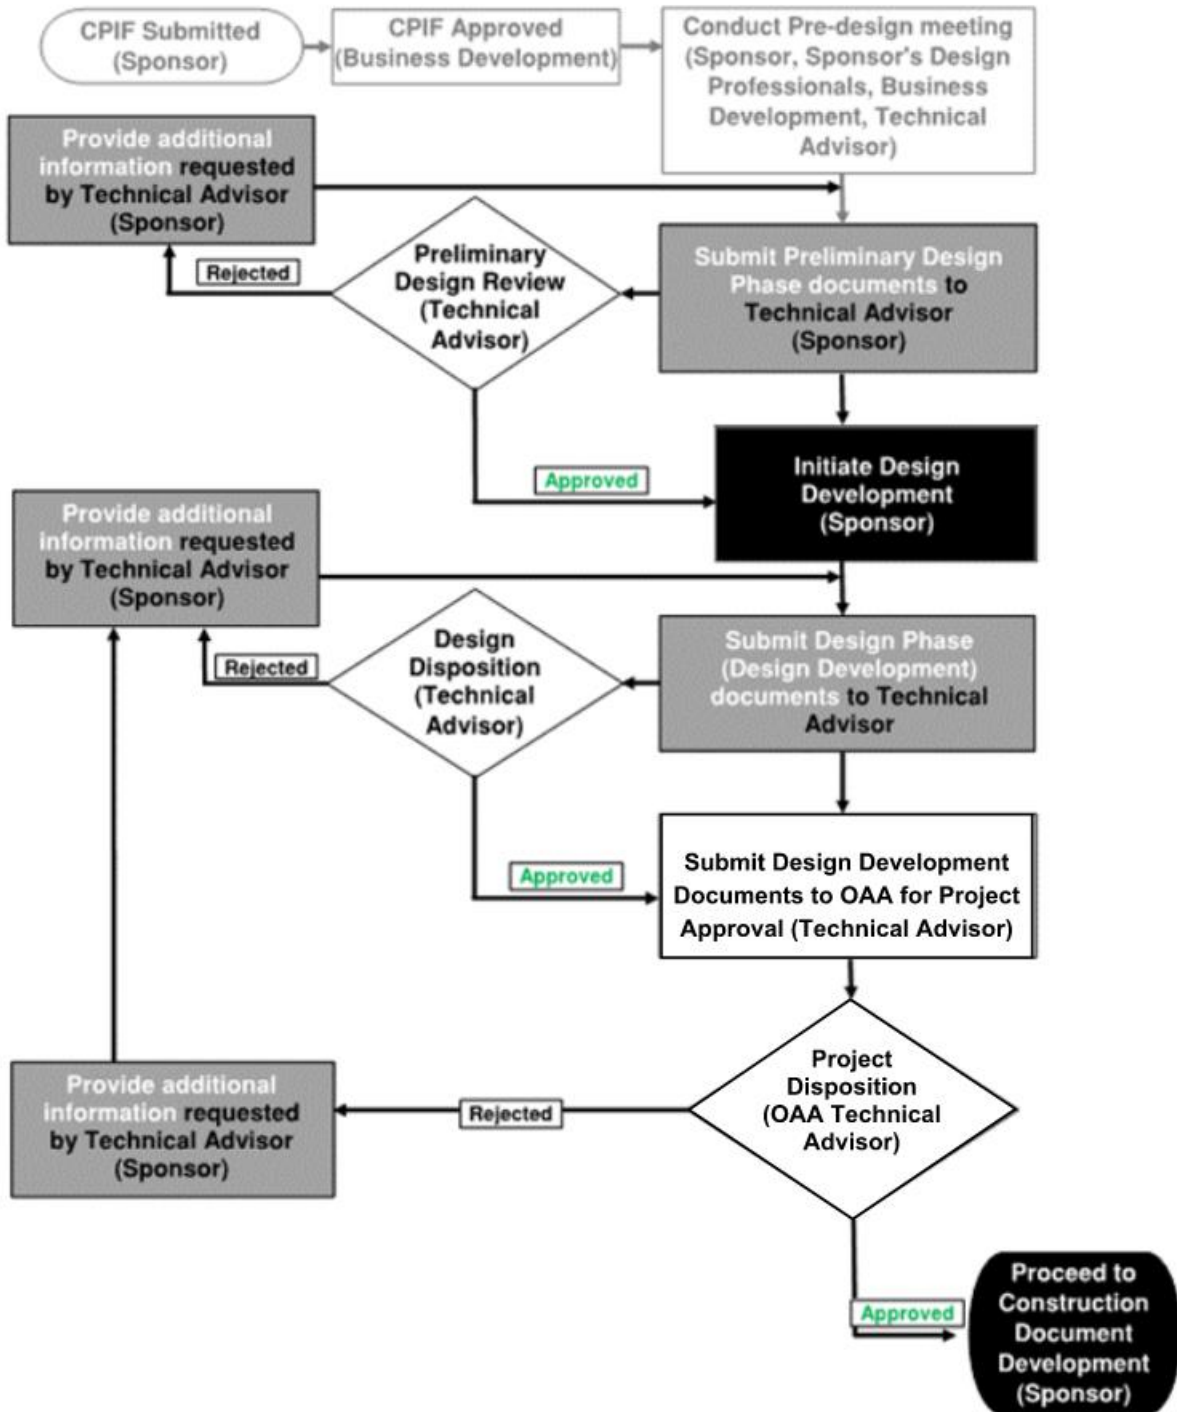 CPIF Submitted
(Sponsor)
CPIF Approved
(Business Development)
Conduct Pre-design meeting
(Sponsor, Sponsor's Design
Professionals, Business
Development, Technical
Advisor)
Provide additional
information requested
by Technical Advisor
(Sponsor)
Rejected
Preliminary
Design Review
(Technical
Advisor)
Submit Preliminary Design
Phase documents to
Technical Advisor
(Sponsor)
Approved
Initiate Design
Development
(Sponsor)
Provide additional
information requested
by Technical Advisor
(Sponsor)
Rejected
Design
Disposition
(Technical
Advisor)
Submit Design Phase
(Design Development)
documents to Technical
Advisor
Approved
Submit Design Development
Documents to OAA for Project
Approval (Technical Advisor)
Project
Disposition
(OAA Technical
Advisor)
Rejected
Provide additional
information requested
by Technical Advisor
(Sponsor)
Approved
Proceed to
Construction
Document
Development
(Sponsor)